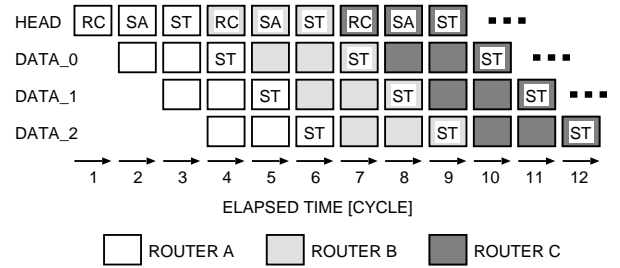 HEAD RC SA ST RC SA ST RC SA ST
DATA_0 ST ST ST
DATA_1 ST ST ST
DATA_2 ST ST ST
1 2 3 4 5 6 7 8 9 10 11 12
ELAPSED TIME [CYCLE]
ROUTER A ROUTER B ROUTER C